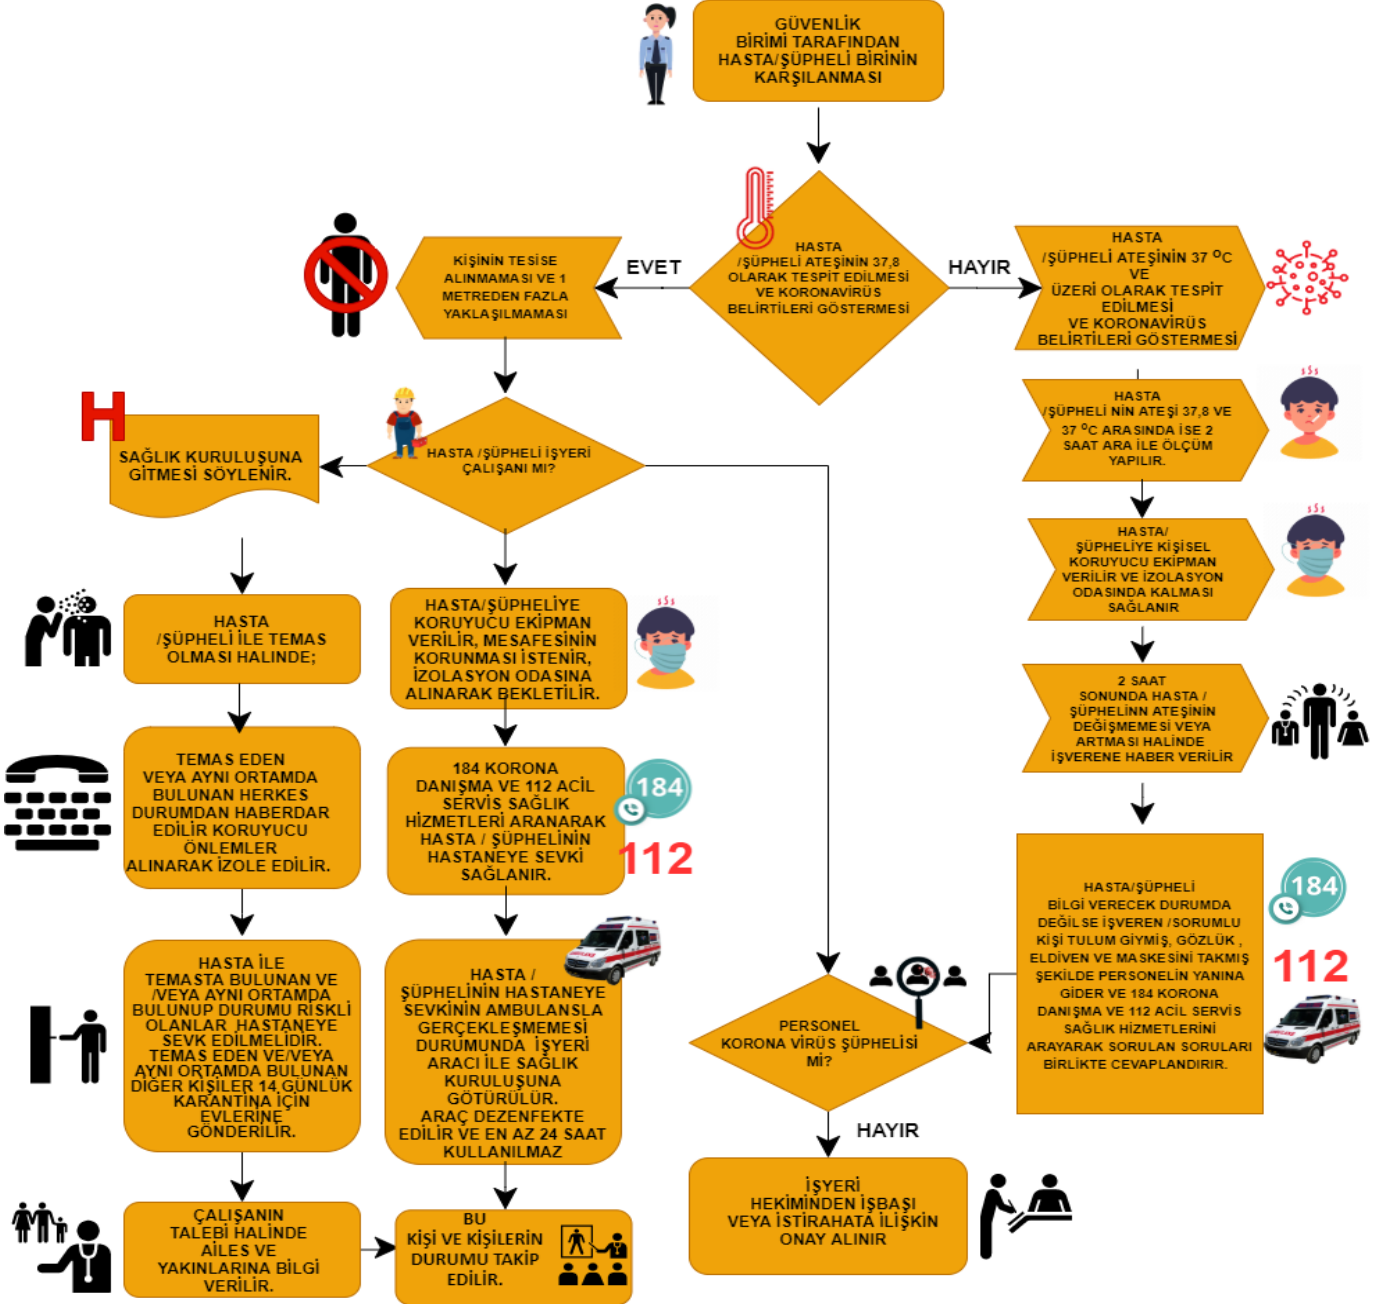 GÜVENLİK
BİRİMİ TARAFINDAN
HASTA/ŞÜPHELİ BİRİNİN
KARŞILANMASI
HASTA
/ŞÜPHELİ ATEŞİNİN 37,8
OLARAK TESPİT EDİLMESİ
VE KORONAVİRÜS
BELİRTİLERİ GÖSTERMESİ
EVET
HAYIR
KİŞİNİN TESİSE
ALINMAMASI VE 1
METREDEN FAZLA
YAKLAŞILMAMASI
HASTA
/ŞÜPHELİ ATEŞİNİN 37 ⁰C
VE
ÜZERİ OLARAK TESPİT
EDİLMESİ
VE KORONAVİRÜS
BELİRTİLERİ GÖSTERMESİ
HASTA
/ŞÜPHELİ NİN ATEŞİ 37,8 VE
37 ⁰C ARASINDA İSE 2
SAAT ARA İLE ÖLÇÜM
YAPILIR.
H
SAĞLIK KURULUŞUNA
GİTMESİ SÖYLENİR.
HASTA /ŞÜPHELİ İŞYERİ
ÇALIŞANI MI?
HASTA/
ŞÜPHELİYE KİŞİSEL
KORUYUCU EKİPMAN
VERİLİR VE İZOLASYON
ODASINDA KALMASI
SAĞLANIR
HASTA
/ŞÜPHELİ İLE TEMAS
OLMASI HALINDE;
HASTA/ŞÜPHELİYE
KORUYUCU EKİPMAN
VERİLİR, MESAFESİNİN
KORUNMASI İSTENİR,
İZOLASYON ODASINA
ALINARAK BEKLETİLİR.
2 SAAT
SONUNDA HASTA /
ŞÜPHELİNN ATEŞİNİN
DEĞİŞMEMESİ VEYA
ARTMASI HALİNDE
İŞVERENE HABER VERİLİR
TEMAS EDEN
VEYA AYNI ORTAMDA
BULUNAN HERKES
DURUMDAN HABERDAR
EDİLİR KORUYUCU
ÖNLEMLER
ALINARAK İZOLE EDİLİR.
184 KORONA
DANIŞMA VE 112 ACİL
SERVİS SAĞLIK
HİZMETLERİ ARANARAK
HASTA / ŞÜPHELİNİN
HASTANEYE SEVKİ
SAĞLANIR.
184
112
HASTA/ŞÜPHELİ
BİLGİ VERECEK DURUMDA
DEĞİLSE İŞVEREN /SORUMLU
KİŞİ TULUM GİYMİŞ, GÖZLÜK ,
ELDİVEN VE MASKESİNİ TAKMIŞ
ŞEKİLDE PERSONELİN YANINA
GİDER VE 184 KORONA
DANIŞMA VE 112 ACİL SERVİS
SAĞLIK HİZMETLERİNİ
ARAYARAK SORULAN SORULARI
BİRLİKTE CEVAPLANDIRIR.
184
112
HASTA İLE
TEMASTA BULUNAN VE
/VEYA AYNI ORTAMDA
BULUNUP DURUMU RİSKLİ
OLANLAR HASTANEYE
SEVK EDILMELİDIR.
TEMAS EDEN VE/VEYA
AYNI ORTAMDA BULUNAN
DİĞER KİŞİLER 14 GÜNLÜK
KARANTİNA İÇİN
EVLERİNE
GÖNDERİLİR.
HASTA /
ŞÜPHELİNİN HASTANEYE
SEVKİNİN AMBULANSLA
GERÇEKLEŞMEMESİ
DURUMUNDA İŞYERİ
ARACI İLE SAĞLIK
KURULUŞUNA
GÖTÜRÜLÜR.
ARAÇ DEZENFEKTE
EDİLİR VE EN AZ 24 SAAT
KULLANILMAZ
PERSONEL
KORONA VİRÜS ŞÜPHELİSİ
Mİ?
HAYIR
İŞYERİ
HEKIMINDEN İŞBAŞI
VEYA İSTIRAHATA İLİŞKİN
ONAY ALINIR
ÇALIŞANIN
TALEBİ HALINDE
AILES VE
YAKINLARINA BİLGİ
VERİLİR.
BU
KİŞİ VE KİŞİLERİN
DURUMU TAKİP
EDİLİR.